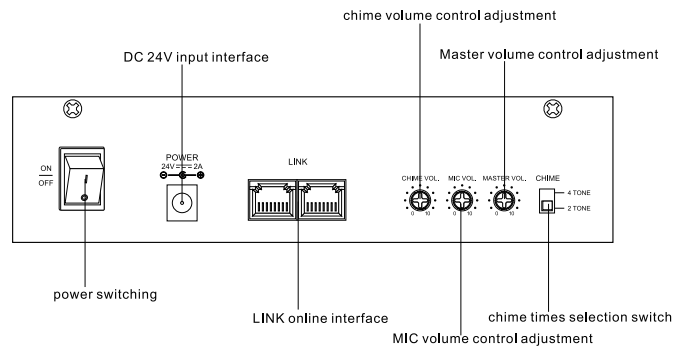 chime volume control adjustment
DC 24V input interface
Master volume control adjustment
ON
OFF
POWER
24V 2A
LINK
CHIME VOL.
0 10
MIC VOL.
0 10
MASTER VOL.
0 10
CHIME
4 TONE
2 TONE
power switching
LINK online interface
chime times selection switch
MIC volume control adjustment